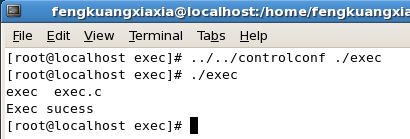 fengkuangxiaxia@localhost:/home/fengkuangxia
File Edit View Terminal Tabs Help
[root@localhost exec]# ../../controlconf ./exec
[root@localhost exec]# ./exec
exec  exec.c
Exec sucess
[root@localhost exec]#